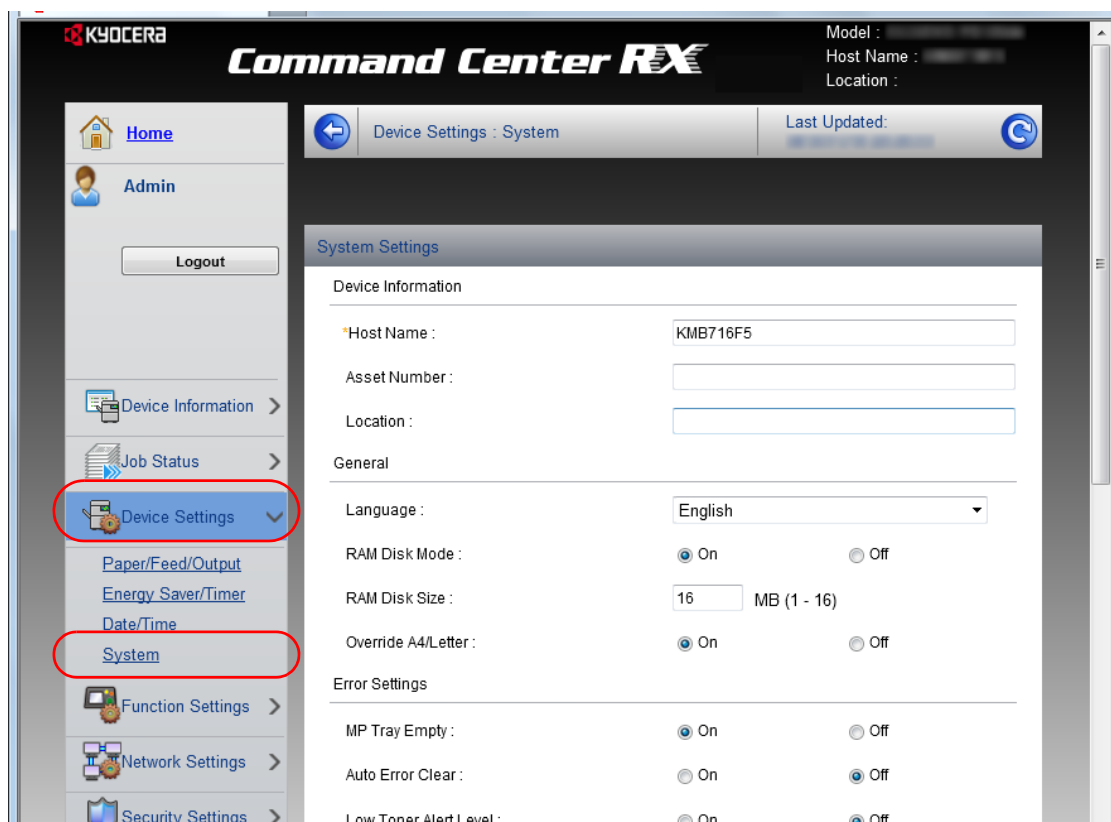 KYOCERA
Command Center RX
Model :
Host Name :
Location :
Home
Admin
Logout
Device Information
Job Status
Device Settings
Paper/Feed/Output
Energy Saver/Timer
Date/Time
System
Function Settings
Network Settings
Security Settings
Device Settings : System
Last Updated:
System Settings
Device Information
*Host Name : KMB716F5
Asset Number :
Location :
General
Language : English
RAM Disk Mode : On Off
RAM Disk Size : 16 MB (1 - 16)
Override A4/Letter : On Off
Error Settings
MP Tray Empty : On Off
Auto Error Clear : On Off
Low Toner Alert Level : On Off